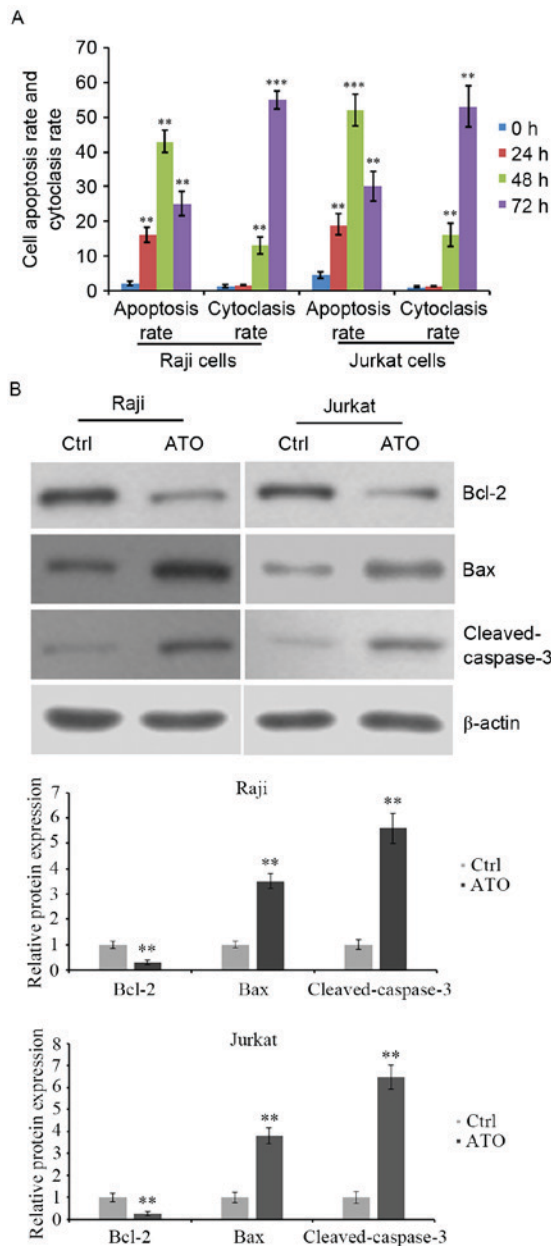 A
Cell apoptosis rate and
cytoclasis rate
70
60
50
40
30
20
10
0
** ** ** ** *** ** *** ** ** **
0 h
24 h
48 h
72 h
Apoptosis rate
Cytoclasis rate
Apoptosis rate
Cytoclasis rate
Raji cells
Jurkat cells
B
Raji
Jurkat
Ctrl ATO Ctrl ATO
Bcl-2
Bax
Cleaved-
caspase-3
β-actin
Raji
Relative protein expression
7
6
5
4
3
2
1
0
** ** **
Ctrl
ATO
Bcl-2 Bax Cleaved-caspase-3
Jurkat
Relative protein expression
8
6
4
2
1
0
** ** **
Ctrl
ATO
Bcl-2 Bax Cleaved-caspase-3